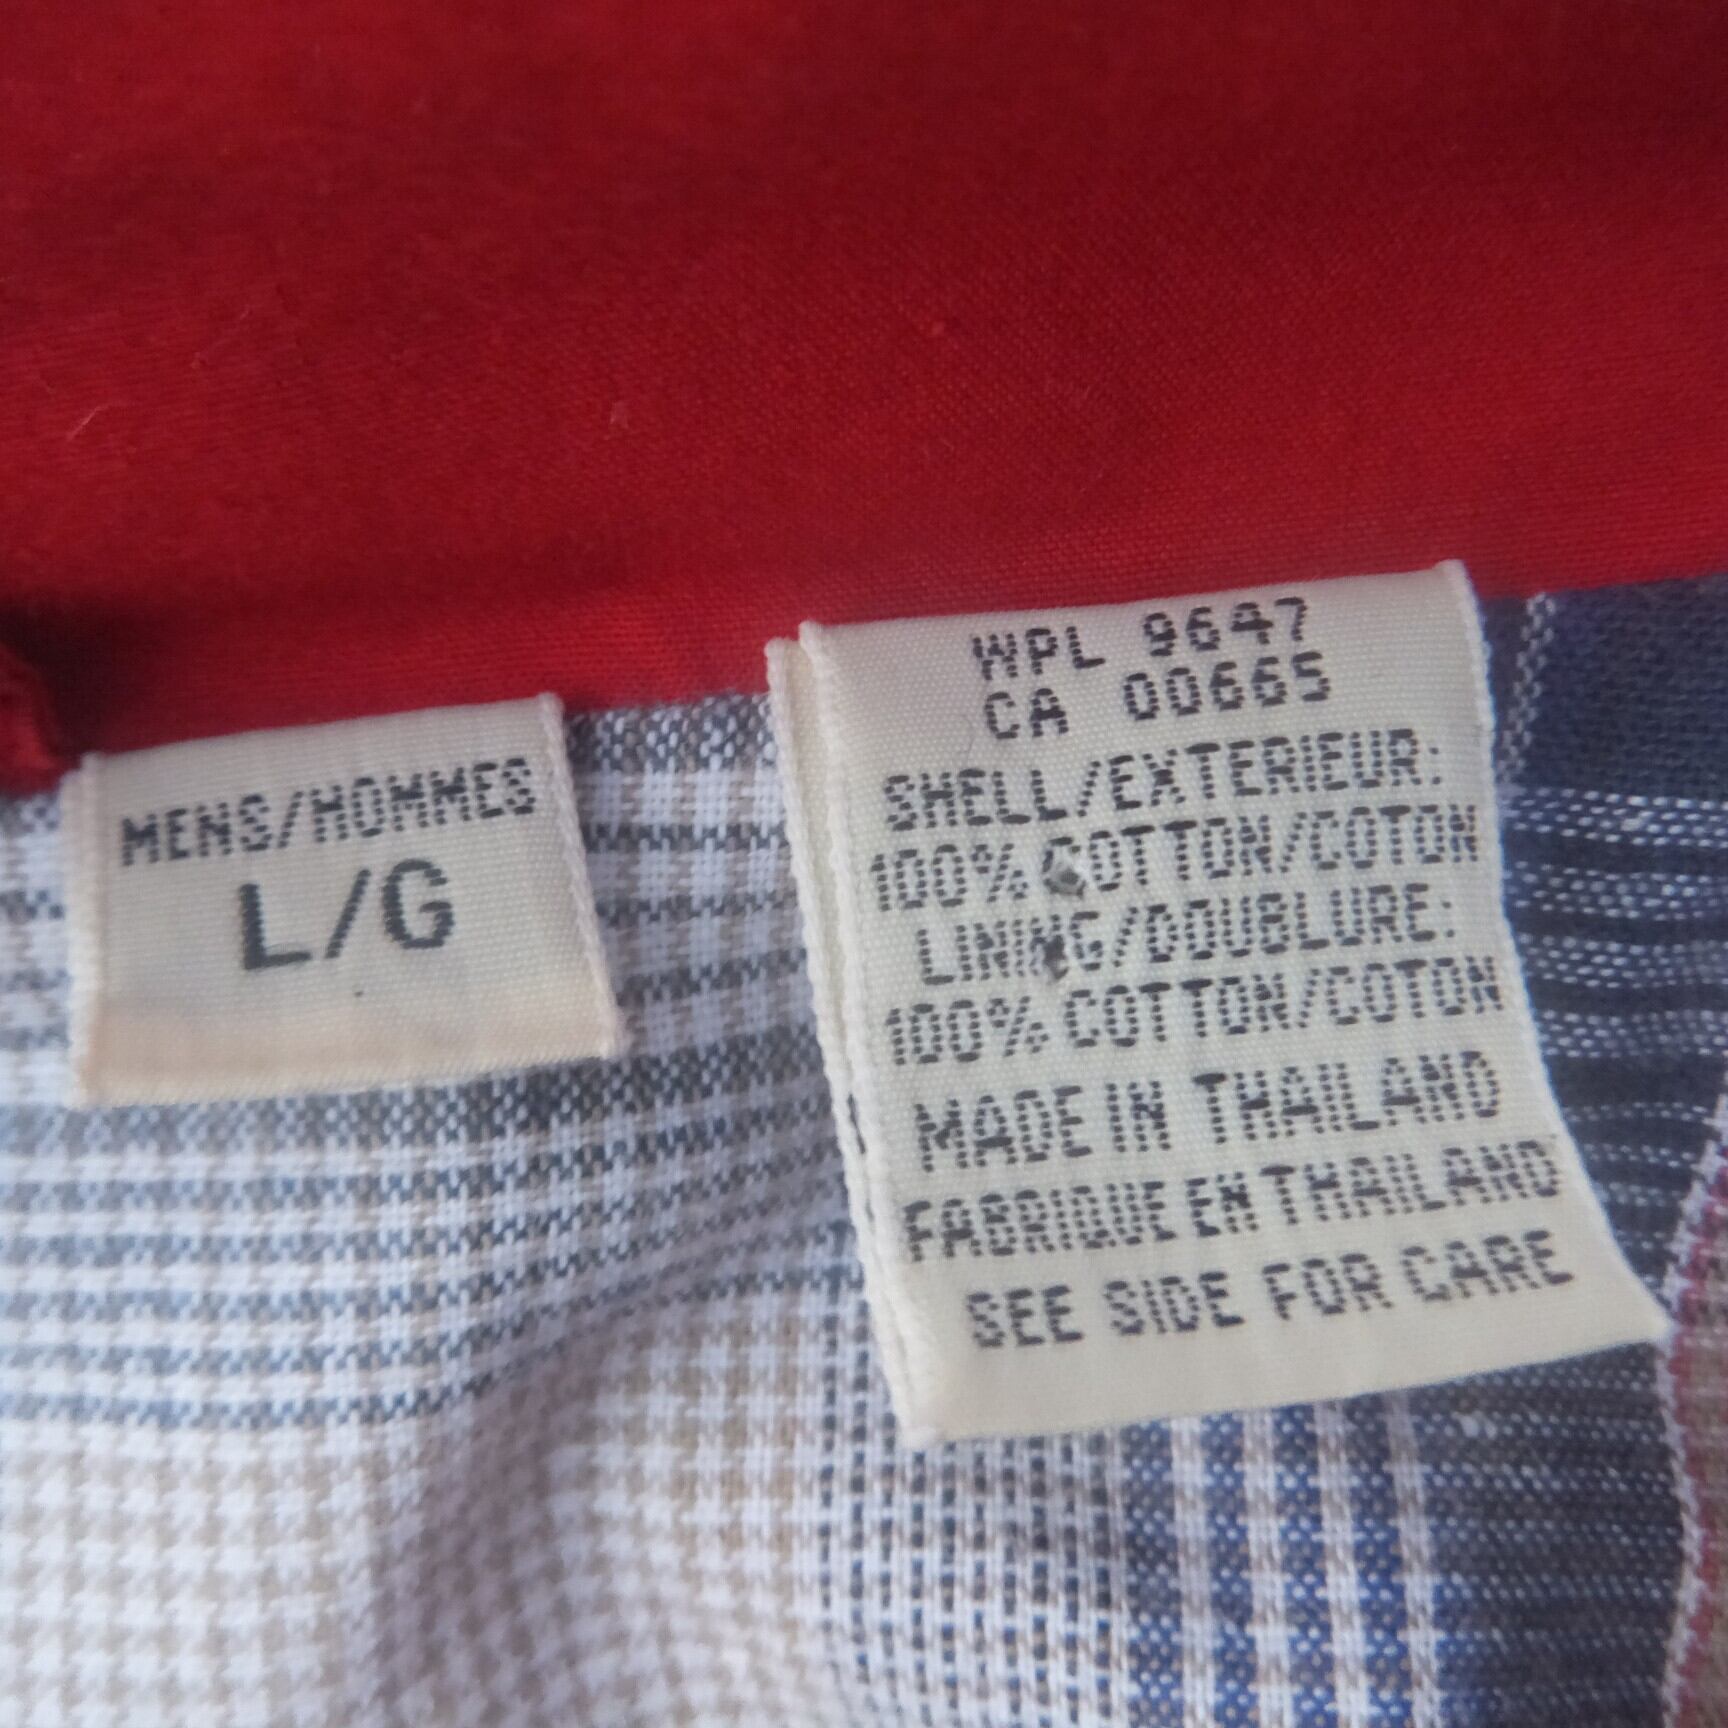 MENS/HOMMES
L/G
WPL 9647
CA 00665
SHELL/EXTERIEUR:
100% COTTON/COTON
LINING/DOUBLURE:
100% COTTON/COTON
MADE IN THAILAND
FABRIQUE EN THAILAND
SEE SIDE FOR CARE